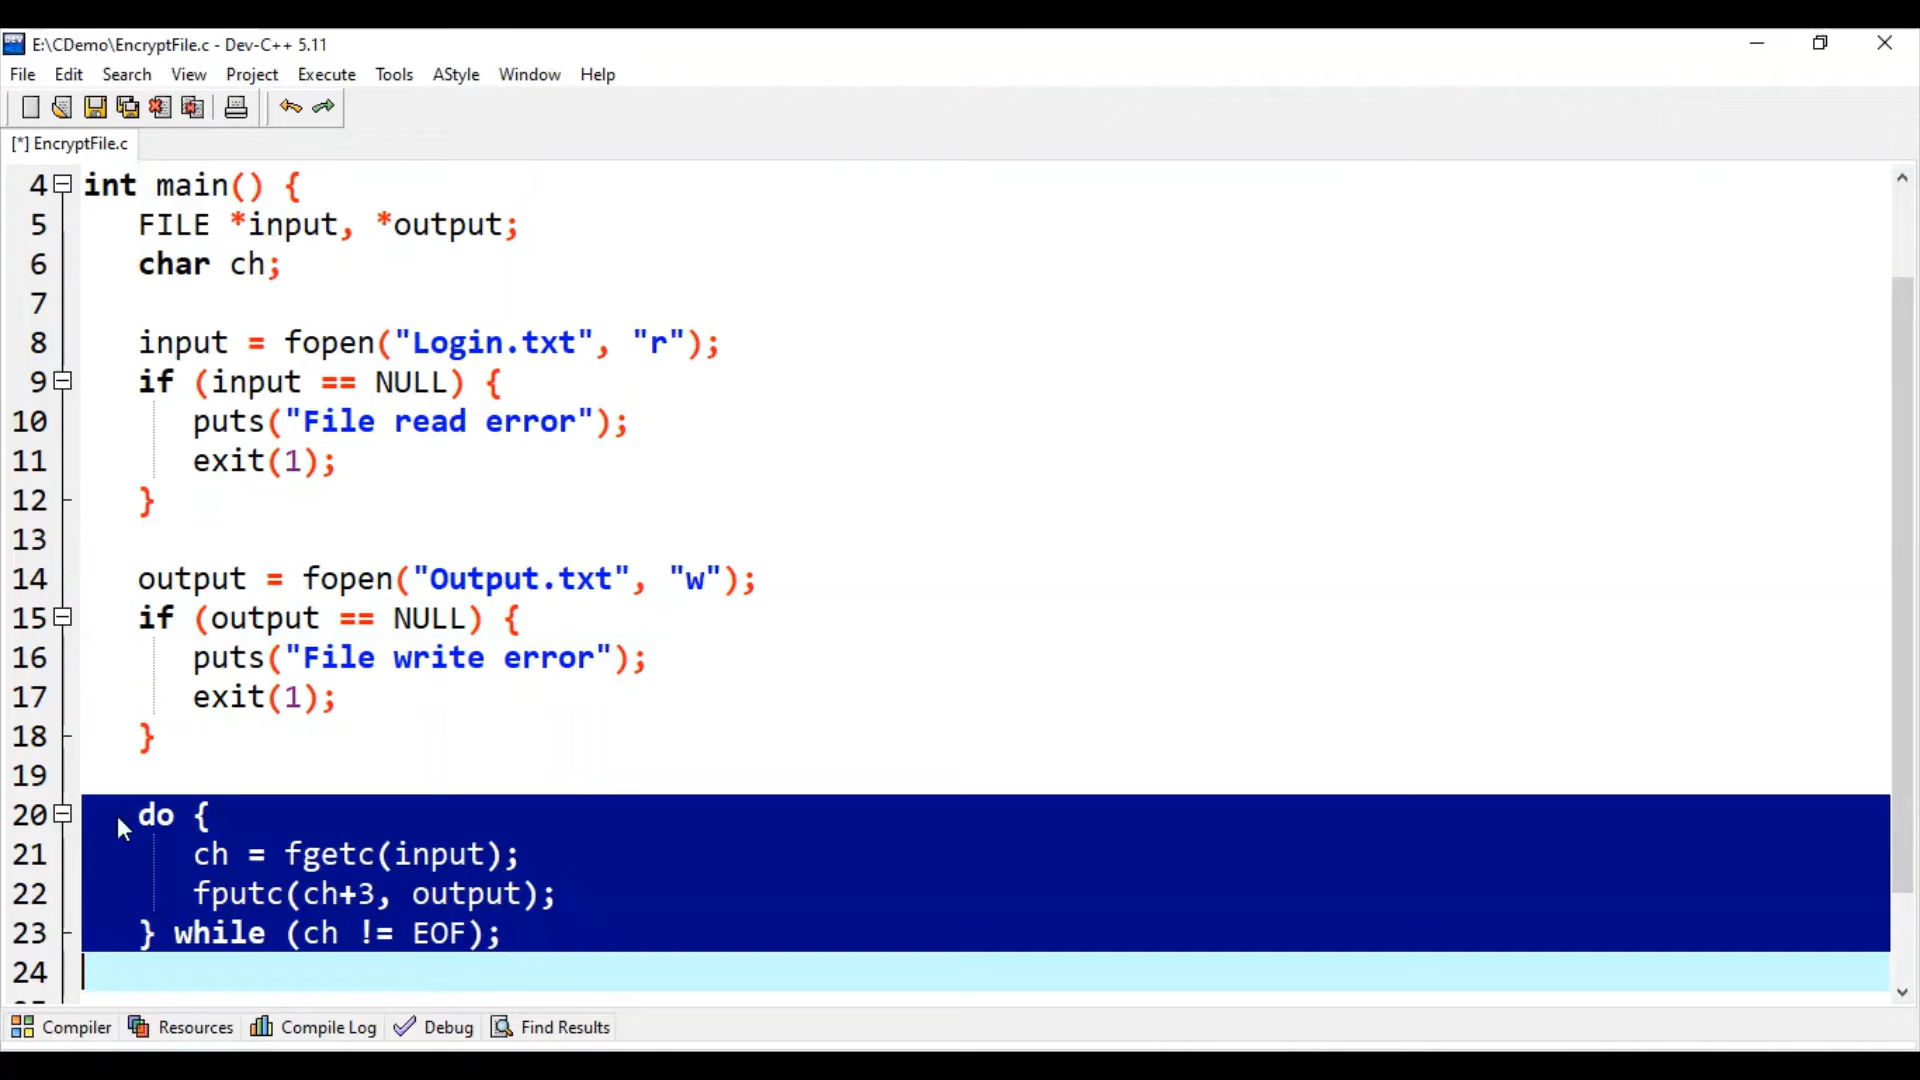 E:\CDemo\EncryptFile.c - Dev-C++ 5.11
File Edit Search View Project Execute Tools AStyle Window Help
[*] EncryptFile.c
4 int main() {
5 FILE *input, *output;
6 char ch;
7
8 input = fopen("Login.txt", "r");
9 if (input == NULL) {
10 puts("File read error");
11 exit(1);
12 }
13
14 output = fopen("Output.txt", "w");
15 if (output == NULL) {
16 puts("File write error");
17 exit(1);
18 }
19
20 do {
21 ch = fgetc(input);
22 fputc(ch+3, output);
23 } while (ch != EOF);
24
Compiler Resources Compile Log Debug Find Results